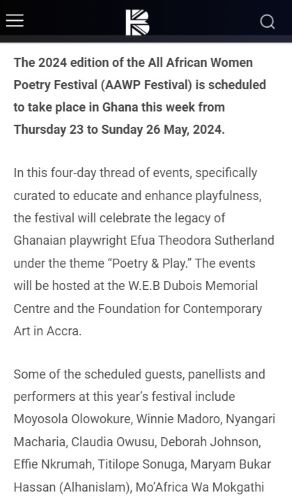 The 2024 edition of the All African Women
Poetry Festival (AAWP Festival) is scheduled
to take place in Ghana this week from
Thursday 23 to Sunday 26 May, 2024.
In this four-day thread of events, specifically
curated to educate and enhance playfulness,
the festival will celebrate the legacy of
Ghanaian playwright Efua Theodora Sutherland
under the theme “Poetry & Play.” The events
will be hosted at the W.E.B Dubois Memorial
Centre and the Foundation for Contemporary
Art in Accra.
Some of the scheduled guests, panellists and
performers at this year’s festival include
Moyosola Olowokure, Winnie Madoro, Nyangari
Macharia, Claudia Owusu, Deborah Johnson,
Effie Nkrumah, Titilope Sonuga, Maryam Bukar
Hassan (Alhanislam), Mo’Africa Wa Mokgathi